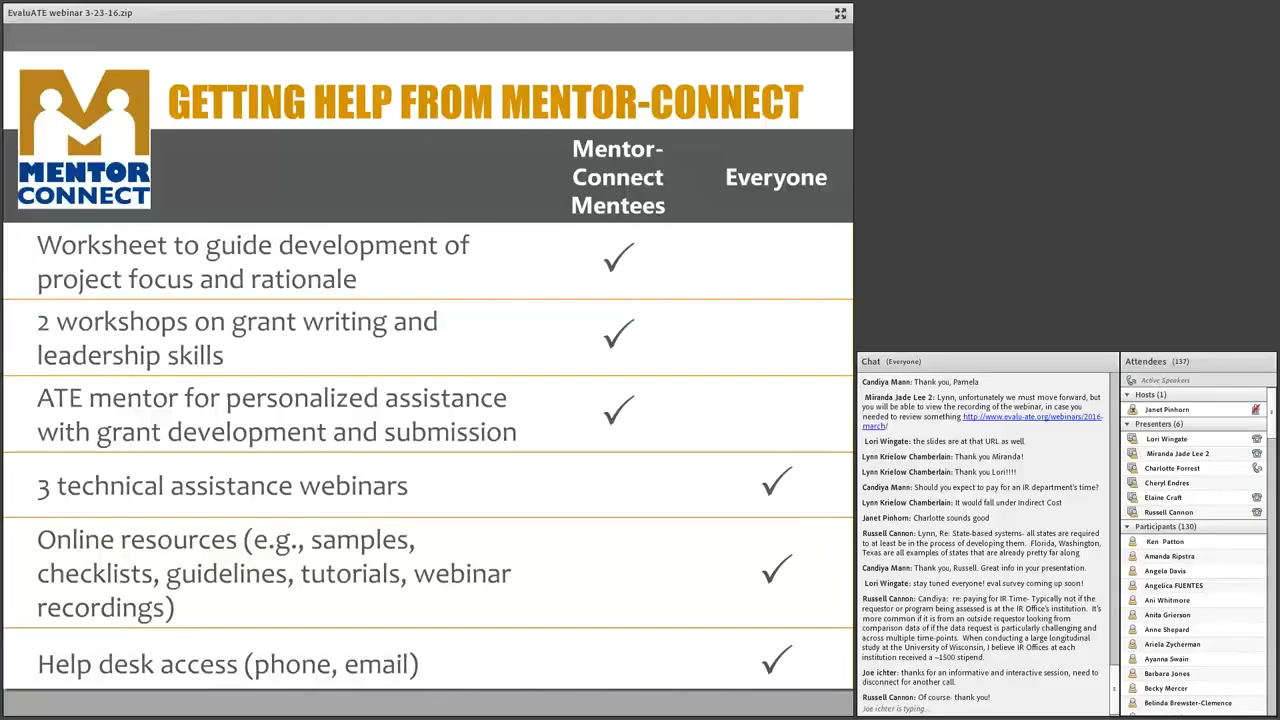 EvaluATE webinar 3-23-16.zip
MENTOR
CONNECT
GETTING HELP FROM MENTOR-CONNECT
Mentor-
Connect
Mentees
Everyone
Worksheet to guide development of
project focus and rationale
✓
2 workshops on grant writing and
leadership skills
✓
ATE mentor for personalized assistance
with grant development and submission
✓
3 technical assistance webinars
✓
Online resources (e.g., samples,
checklists, guidelines, tutorials, webinar
recordings)
✓
Help desk access (phone, email)
✓
Chat (Everyone)
Candiya Mann: Thank you, Pamela
Miranda Jade Lee 2: Lynn, unfortunately we must move forward, but
you will be able to view the recording of the webinar, in case you
needed to review something http://www.evalu-ate.org/webinars/2016-
march/
Lori Wingate: the slides are at that URL as well.
Lynn Krielow Chamberlain: Thank you Miranda!
Lynn Krielow Chamberlain: Thank you Lori!!!!
Candiya Mann: Should you expect to pay for an IR department's time?
Lynn Krielow Chamberlain: It would fall under Indirect Cost
Janet Pinhorn: Charlotte sounds good
Russell Cannon: Lynn, Re: State-based systems- all states are required
to at least be in the process of developing them. Florida, Washington,
Texas are all examples of states that are already pretty far along
Candiya Mann: Thank you, Russell. Great info in your presentation.
Lori Wingate: stay tuned everyone! eval survey coming up soon!
Russell Cannon: Candiya: re: paying for IR Time- Typically not if the
requestor or program being assessed is at the IR Office's institution. It's
more common if it is from an outside requestor looking from
comparison data of if the data request is particularly challenging and
across multiple time-points. When conducting a large longitudinal
study at the University of Wisconsin, I believe IR Offices at each
institution received a ~1500 stipend.
Joe ichter: thanks for an informative and interactive session, need to
disconnect for another call.
Russell Cannon: Of course- thank you!
Joe ichter is typing...
Attendees (137)
Active Speakers
Hosts (1)
Janet Pinhorn
Presenters (6)
Lori Wingate
Miranda Jade Lee 2
Charlotte Forrest
Cheryl Endres
Elaine Craft
Russell Cannon
Participants (130)
Ken Patton
Amanda Ripstra
Angela Davis
Angelica FUENTES
Ani Whitmore
Anita Grierson
Anne Shepard
Ariela Zycherman
Ayanna Swain
Barbara Jones
Becky Mercer
Belinda Brewster-Clemence